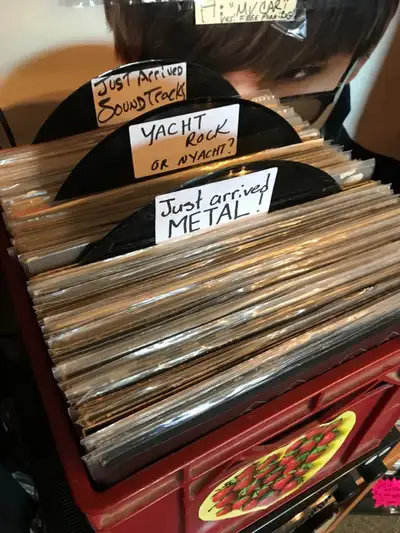 Just Arrived
SOUNDTRACKS
YACHT
ROCK
OR NYACHT?
Just arrived
METAL!